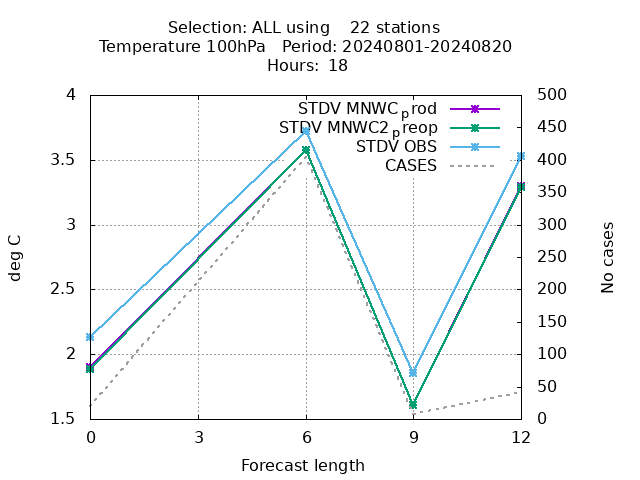 Selection: ALL using    22 stations
Temperature 100hPa   Period: 20240801-20240820
Hours:  18
4
3.5
3
2.5
2
1.5
500
450
400
350
300
250
200
150
100
50
0
STDV MNWC_prod
STDV MNWC2_preop
STDV OBS
CASES
deg C
No cases
0
3
6
9
12
Forecast length